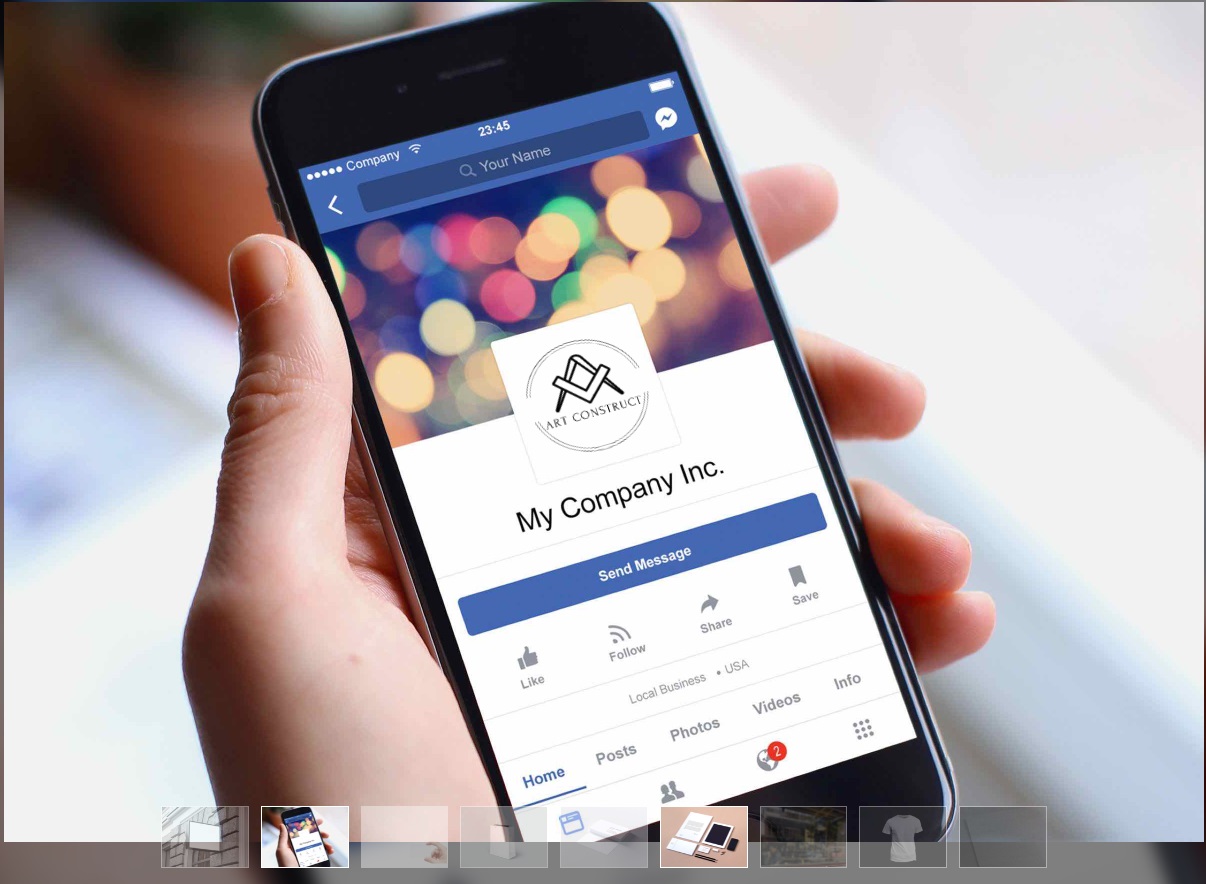 Company
23:45
Your Name
ART CONSTRUCT
My Company Inc.
Send Message
Like
Follow
Share
Save
Local Business • USA
Home
Posts
Photos
Videos
Info
2